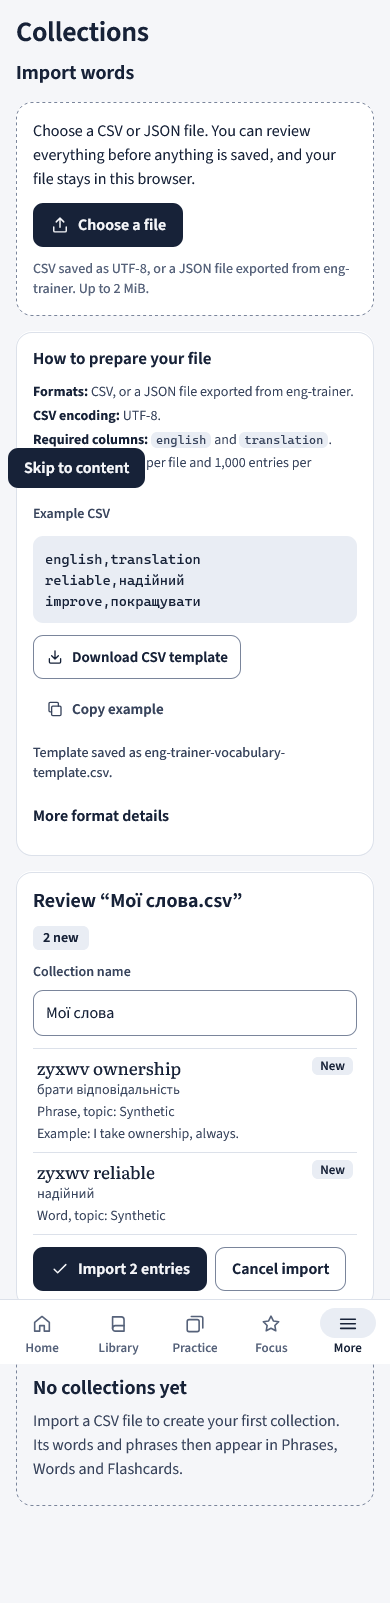 Collections
Import words
Choose a CSV or JSON file. You can review
everything before anything is saved, and your
file stays in this browser.
Choose a file
CSV saved as UTF-8, or a JSON file exported from eng-
trainer. Up to 2 MiB.
How to prepare your file
Formats: CSV, or a JSON file exported from eng-trainer.
CSV encoding: UTF-8.
Required columns: english and translation.
Skip to content
per file and 1,000 entries per
Example CSV
english,translation
reliable,надійний
improve,покращувати
Download CSV template
Copy example
Template saved as eng-trainer-vocabulary-
template.csv.
More format details
Review “Мої слова.csv”
2 new
Collection name
Мої слова
zyxwv ownership New
брати відповідальність
Phrase, topic: Synthetic
Example: I take ownership, always.
zyxwv reliable New
надійний
Word, topic: Synthetic
Import 2 entries Cancel import
Home Library Practice Focus More
No collections yet
Import a CSV file to create your first collection.
Its words and phrases then appear in Phrases,
Words and Flashcards.